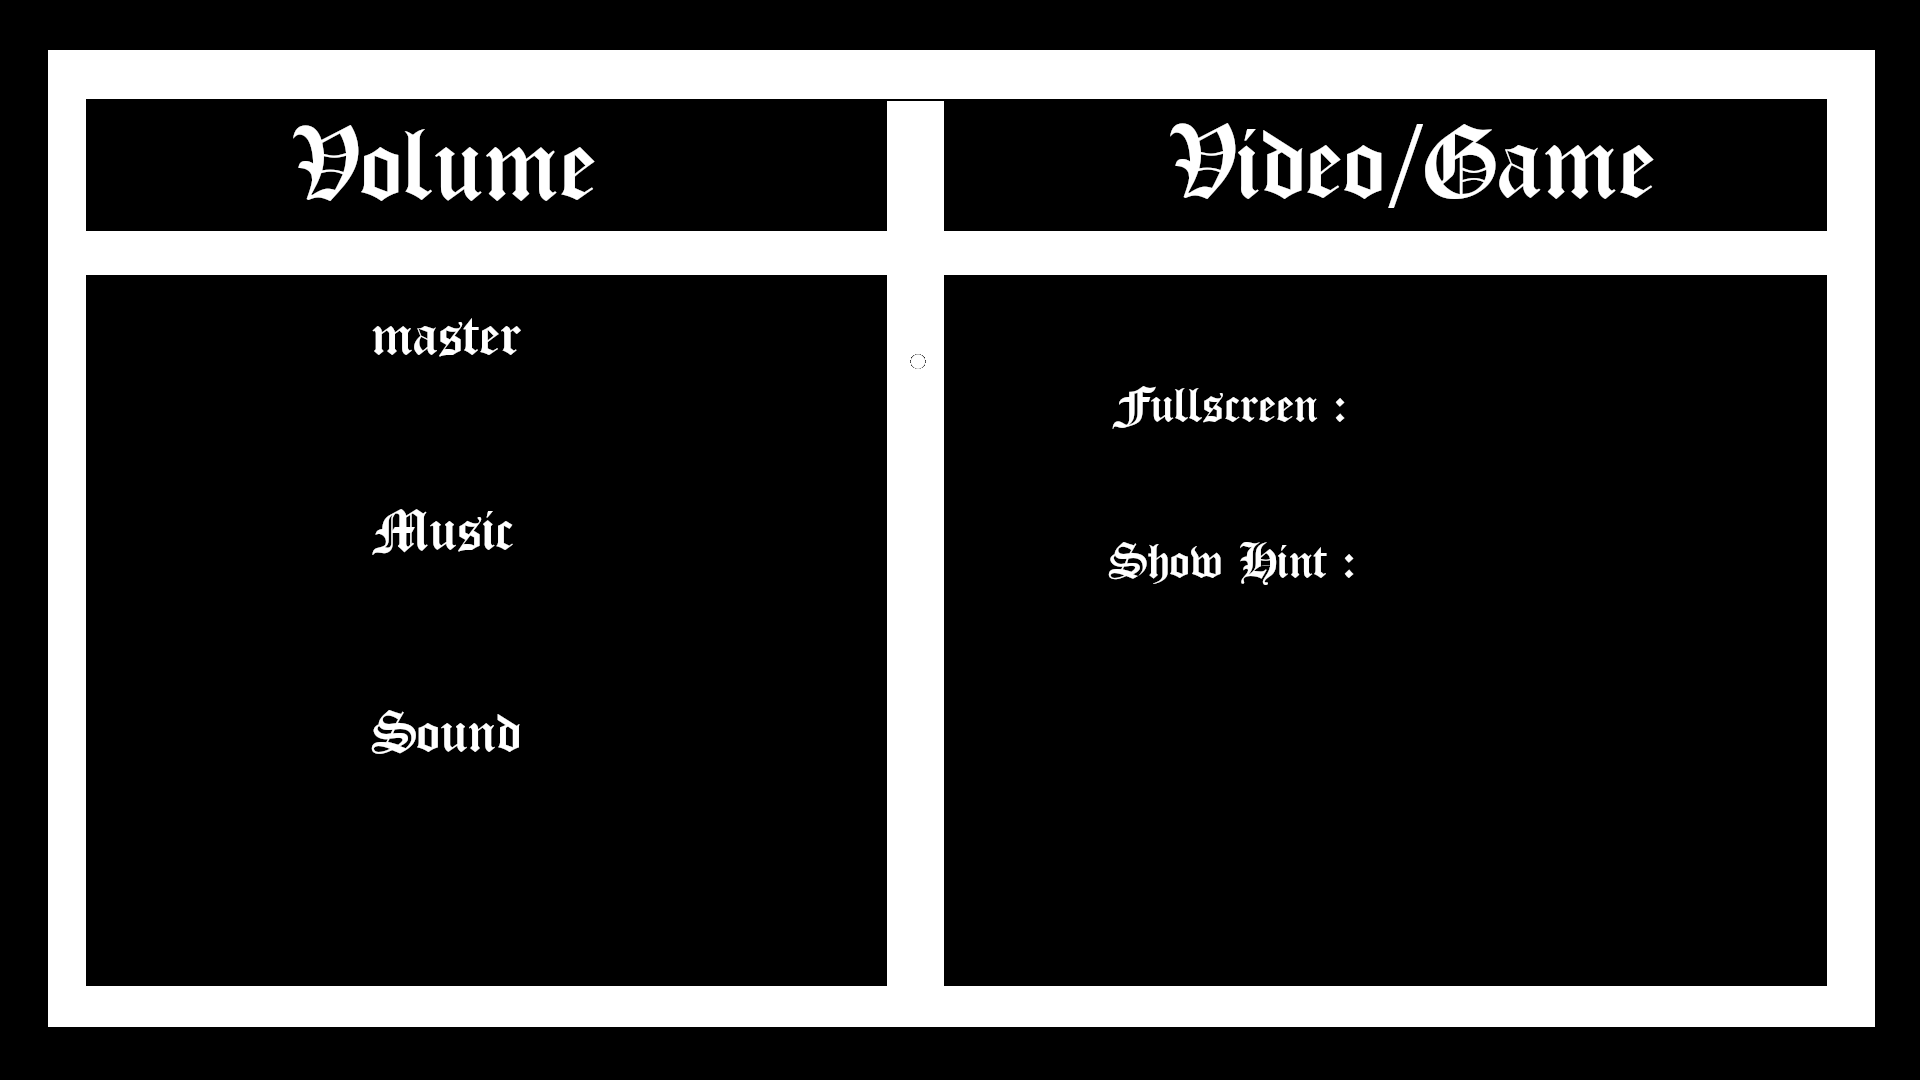 Volume
master
Music
Sound
Video/Game
Fullscreen :
Show Hint :